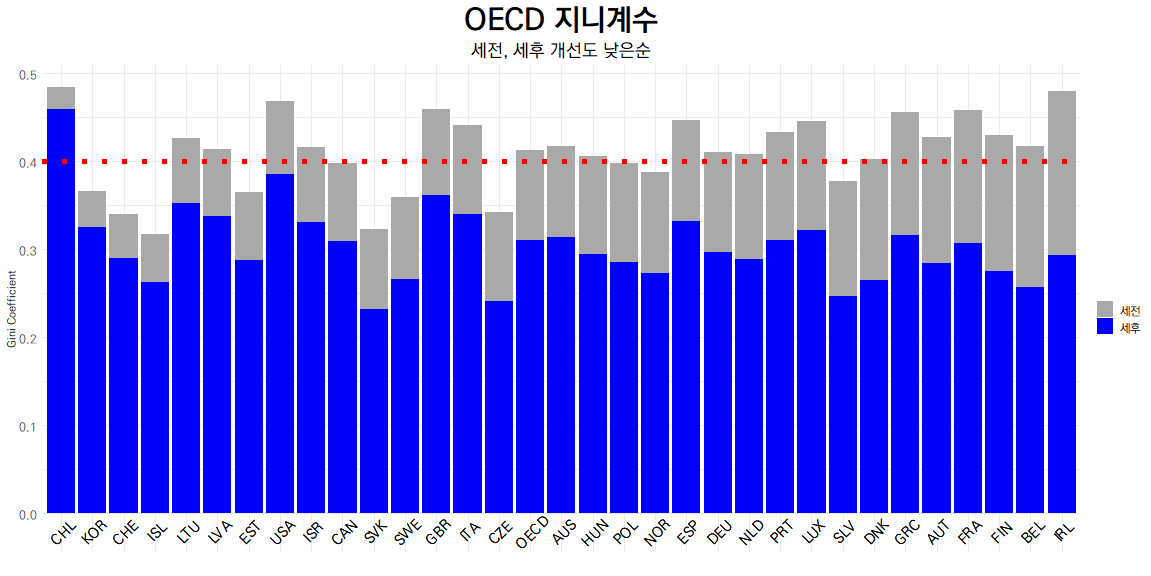 OECD 지니계수
세전, 세후 개선도 낮은순
0.5
0.4
0.3
0.2
0.1
0.0
Gini Coefficient
CHL KOR CHE ISL LTU LVA EST USA ISR CAN SVK SWE GBR ITA CZE OECD AUS HUN POL NOR ESP DEU NLD PRT LUX SLV DNK GRC AUT FRA FIN BEL IRL
세전
세후